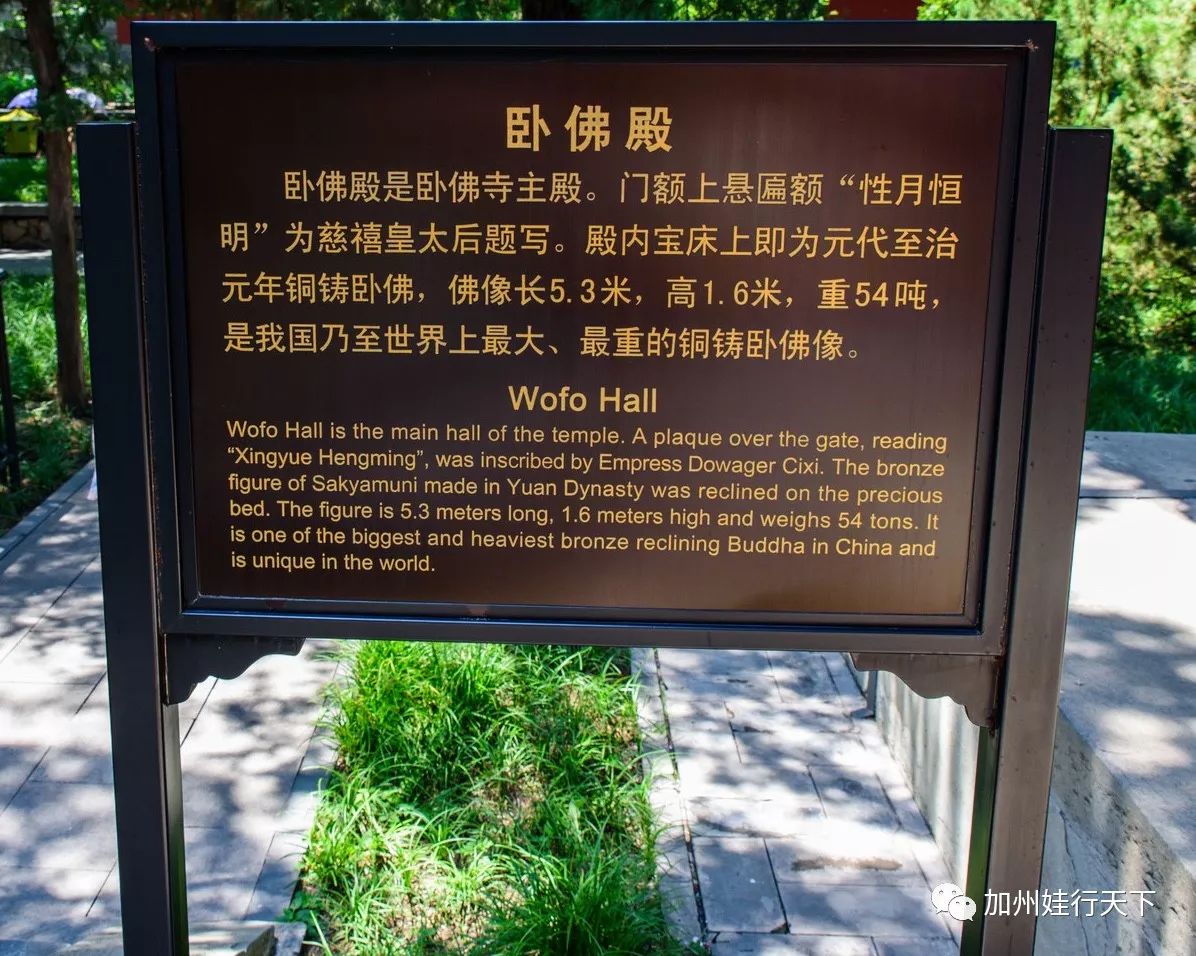 卧佛殿
卧佛殿是卧佛寺主殿。门额上悬匾额“性月恒
明”为慈禧皇太后题写。殿内宝床上即为元代至治
元年铜铸卧佛，佛像长5.3米，高1.6米，重54吨，
是我国乃至世界上最大、最重的铜铸卧佛像。
Wofo Hall
Wofo Hall is the main hall of the temple. A plaque over the gate, reading
“Xingyue Hengming”, was inscribed by Empress Dowager Cixi. The bronze
figure of Sakyamuni made in Yuan Dynasty was reclined on the precious
bed. The figure is 5.3 meters long, 1.6 meters high and weighs 54 tons. It
is one of the biggest and heaviest bronze reclining Buddha in China and
is unique in the world.
加州娃行天下